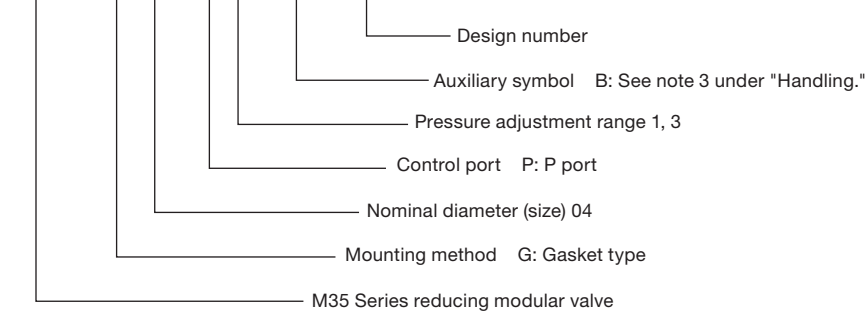 Design number
Auxiliary symbol B: See note 3 under "Handling."
Pressure adjustment range 1, 3
Control port P: P port
Nominal diameter (size) 04
Mounting method G: Gasket type
M35 Series reducing modular valve